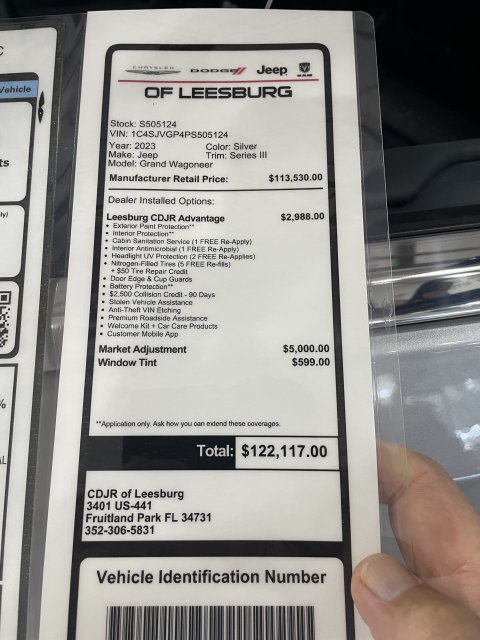 C
Vehicle
ts
ly)
%
AL
CHRYSLER DODGE Jeep RAM
OF LEESBURG
Stock: S505124
VIN: 1C4SJVGP4PS505124
Year: 2023 Color: Silver
Make: Jeep Trim: Series III
Model: Grand Wagoneer
Manufacturer Retail Price: $113,530.00
Dealer Installed Options:
Leesburg CDJR Advantage $2,988.00
• Exterior Paint Protection**
• Interior Protection**
• Cabin Sanitation Service (1 FREE Re-Apply)
• Interior Antimicrobial (1 FREE Re-Apply)
• Headlight UV Protection (2 FREE Re-Applies)
• Nitrogen-Filled Tires (5 FREE Re-fills)
+ $50 Tire Repair Credit
• Door Edge & Cup Guards
• Battery Protection**
• $2,500 Collision Credit - 90 Days
• Stolen Vehicle Assistance
• Anti-Theft VIN Etching
• Premium Roadside Assistance
• Welcome Kit + Car Care Products
• Customer Mobile App
Market Adjustment $5,000.00
Window Tint $599.00
**Application only. Ask how you can extend these coverages.
Total: $122,117.00
CDJR of Leesburg
3401 US-441
Fruitland Park FL 34731
352-306-5831
Vehicle Identification Number